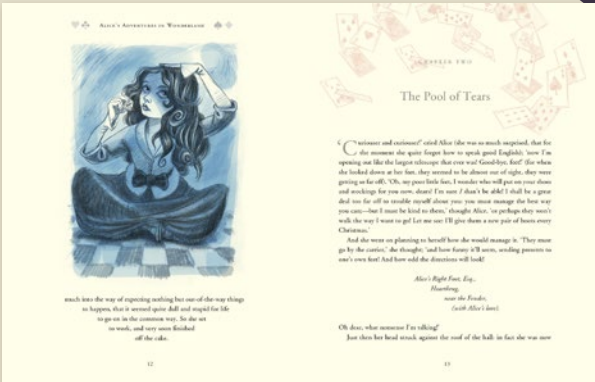 Alice's Adventures in Wonderland
much into the way of expecting nothing but out-of-the-way things
to happen, that it seemed quite dull and stupid for life
to go on in the common way. So she set
to work, and very soon finished
off the cake.
12
CHAPTER TWO
The Pool of Tears
'Curiouser and curiouser!' cried Alice (she was so much surprised, that for
the moment she quite forgot how to speak good English); 'now I'm
opening out like the largest telescope that ever was! Good-bye, feet!' (for when
she looked down at her feet, they seemed to be almost out of sight, they were
getting so far off). 'Oh, my poor little feet, I wonder who will put on your shoes
and stockings for you now, dears? I'm sure I shan't be able! I shall be a great
deal too far off to trouble myself about you: you must manage the best way
you can;—but I must be kind to them,' thought Alice, 'or perhaps they won't
walk the way I want to go! Let me see: I'll give them a new pair of boots every
Christmas.'
And she went on planning to herself how she would manage it. 'They must
go by the carrier,' she thought; 'and how funny it'll seem, sending presents to
one's own feet! And how odd the directions will look!
Alice's Right Foot, Esq.,
Hearthrug,
near the Fender,
(with Alice's love).
Oh dear, what nonsense I'm talking!'
Just then her head struck against the roof of the hall: in fact she was now
13